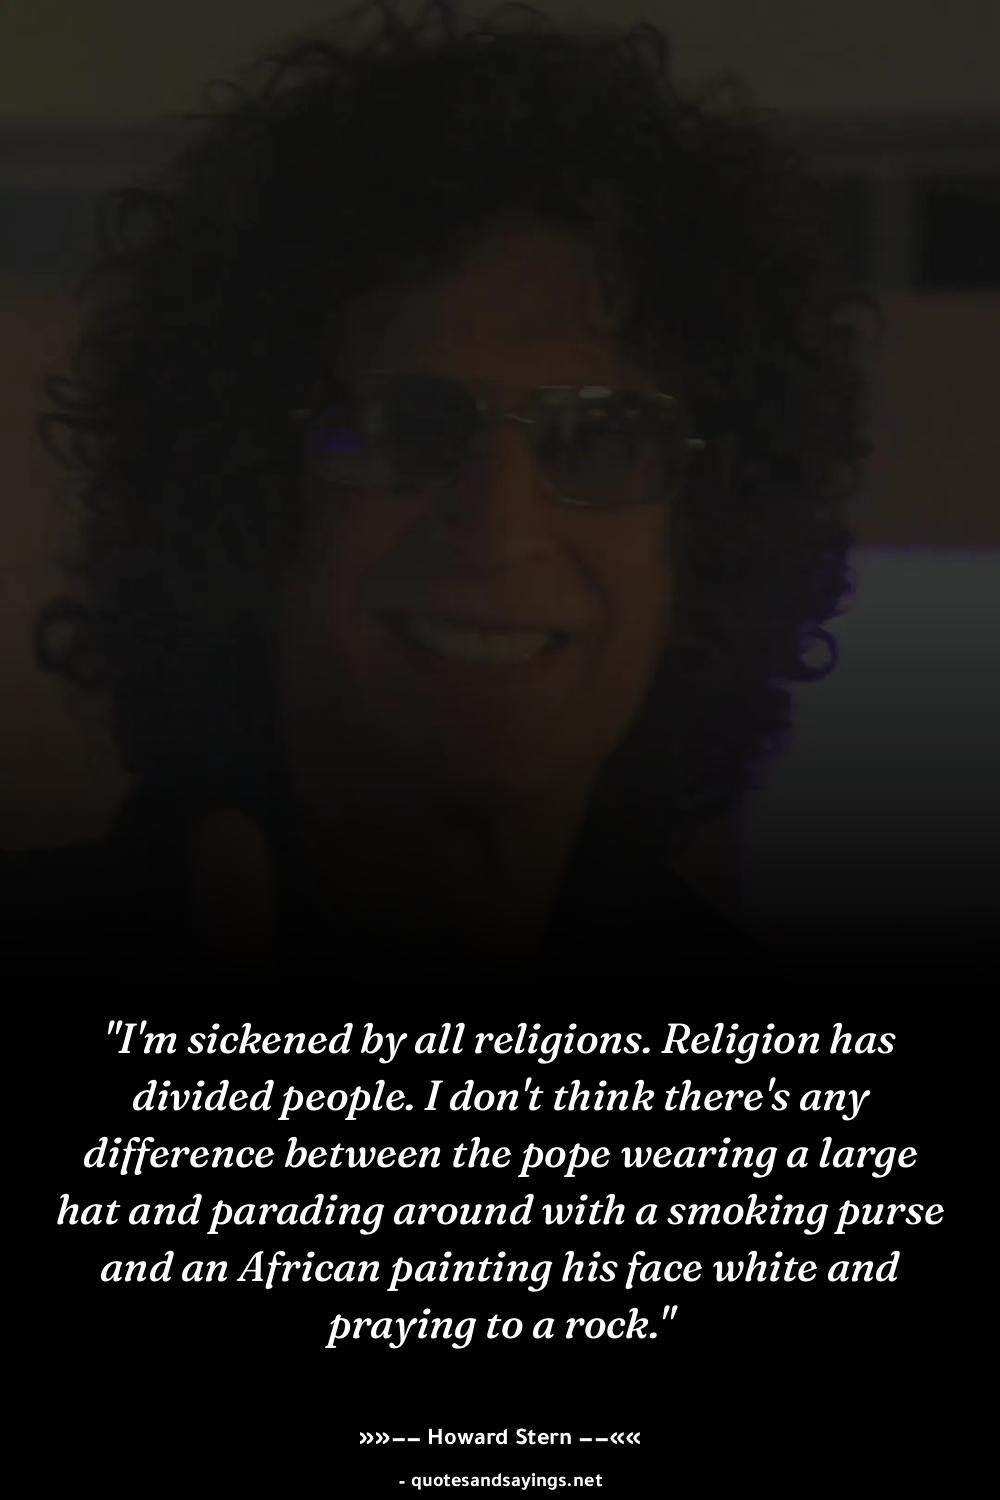 "I'm sickened by all religions. Religion has
divided people. I don't think there's any
difference between the pope wearing a large
hat and parading around with a smoking purse
and an African painting his face white and
praying to a rock."
»»−− Howard Stern −−««
- quotesandsayings.net